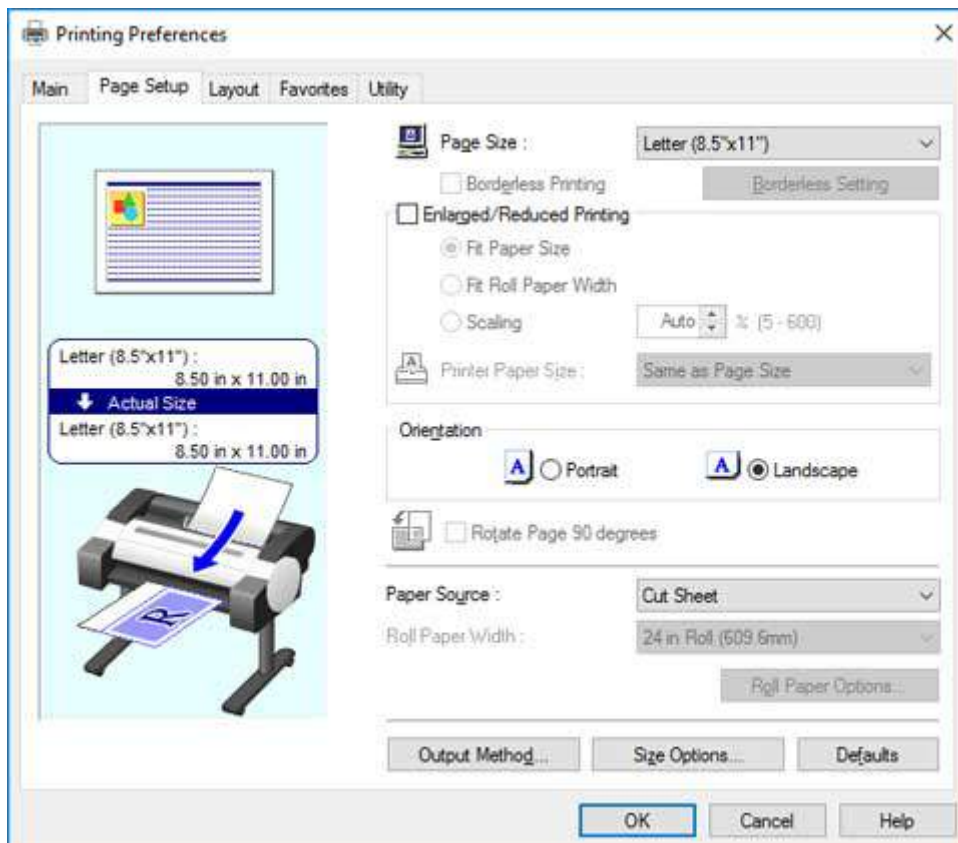 Printing Preferences
Main Page Setup Layout Favorites Utility
Page Size : Letter (8.5"x11")
Borderless Printing Borderless Setting
Enlarged/Reduced Printing
Fit Paper Size
Fit Roll Paper Width
Scaling Auto % (5 - 600)
Printer Paper Size : Same as Page Size
Letter (8.5"x11") :
8.50 in x 11.00 in
Actual Size
Letter (8.5"x11") :
8.50 in x 11.00 in
Orientation
A Portrait A Landscape
Rotate Page 90 degrees
R
Paper Source : Cut Sheet
Roll Paper Width : 24 in Roll (609.6mm)
Roll Paper Options...
Output Method... Size Options... Defaults
OK Cancel Help